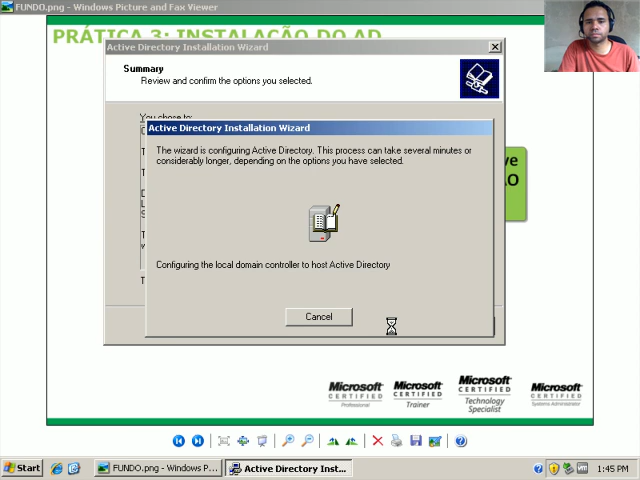 FUNDO.png - Windows Picture and Fax Viewer
PRÁTICA 3: INSTALAÇÃO DO AD
Active Directory Installation Wizard
Summary
Review and confirm the options you selected.
You chose to:
Active Directory Installation Wizard
The wizard is configuring Active Directory. This process can take several minutes or
considerably longer, depending on the options you have selected.
Configuring the local domain controller to host Active Directory
Cancel
Microsoft
CERTIFIED
Professional
Microsoft
CERTIFIED
Trainer
Microsoft
CERTIFIED
Technology
Specialist
Microsoft
CERTIFIED
Systems Administrator
Start
FUNDO.png - Windows P...
Active Directory Inst...
1:45 PM